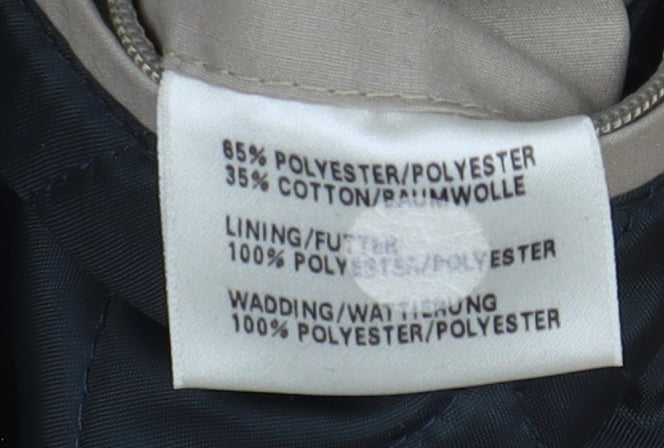 65% POLYESTER/POLYESTER
35% COTTON/BAUMWOLLE
LINING/FUTTER
100% POLYESTER/POLYESTER
WADDING/WATTIERUNG
100% POLYESTER/POLYESTER